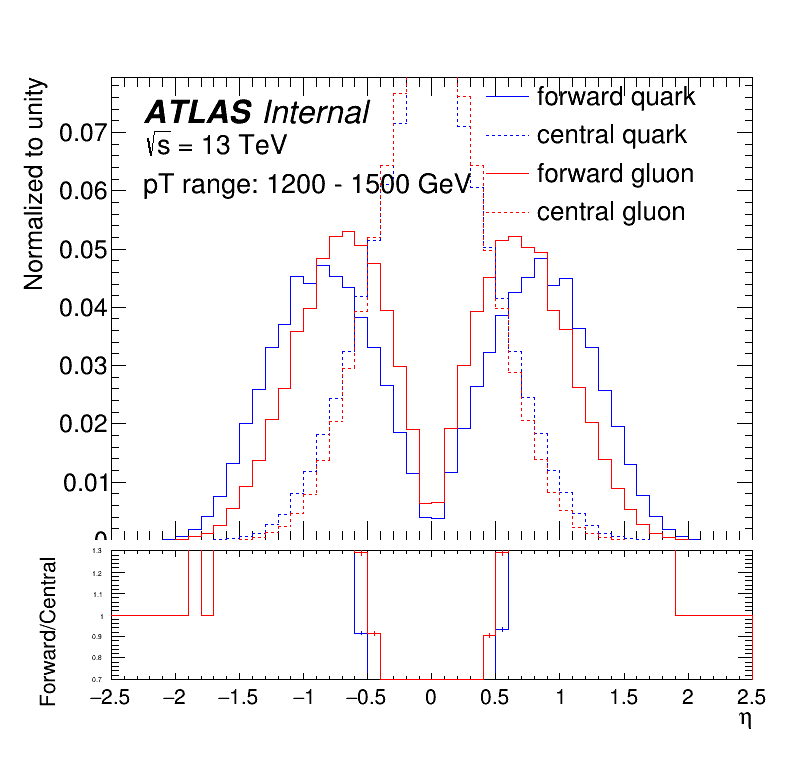 Normalized to unity
ATLAS Internal
√s = 13 TeV
pT range: 1200 - 1500 GeV
forward quark
central quark
forward gluon
central gluon
0.07
0.06
0.05
0.04
0.03
0.02
0.01
0
Forward/Central
1.3
1.2
1.1
1
0.9
0.8
0.7
−2.5 −2 −1.5 −1 −0.5 0 0.5 1 1.5 2 2.5
η